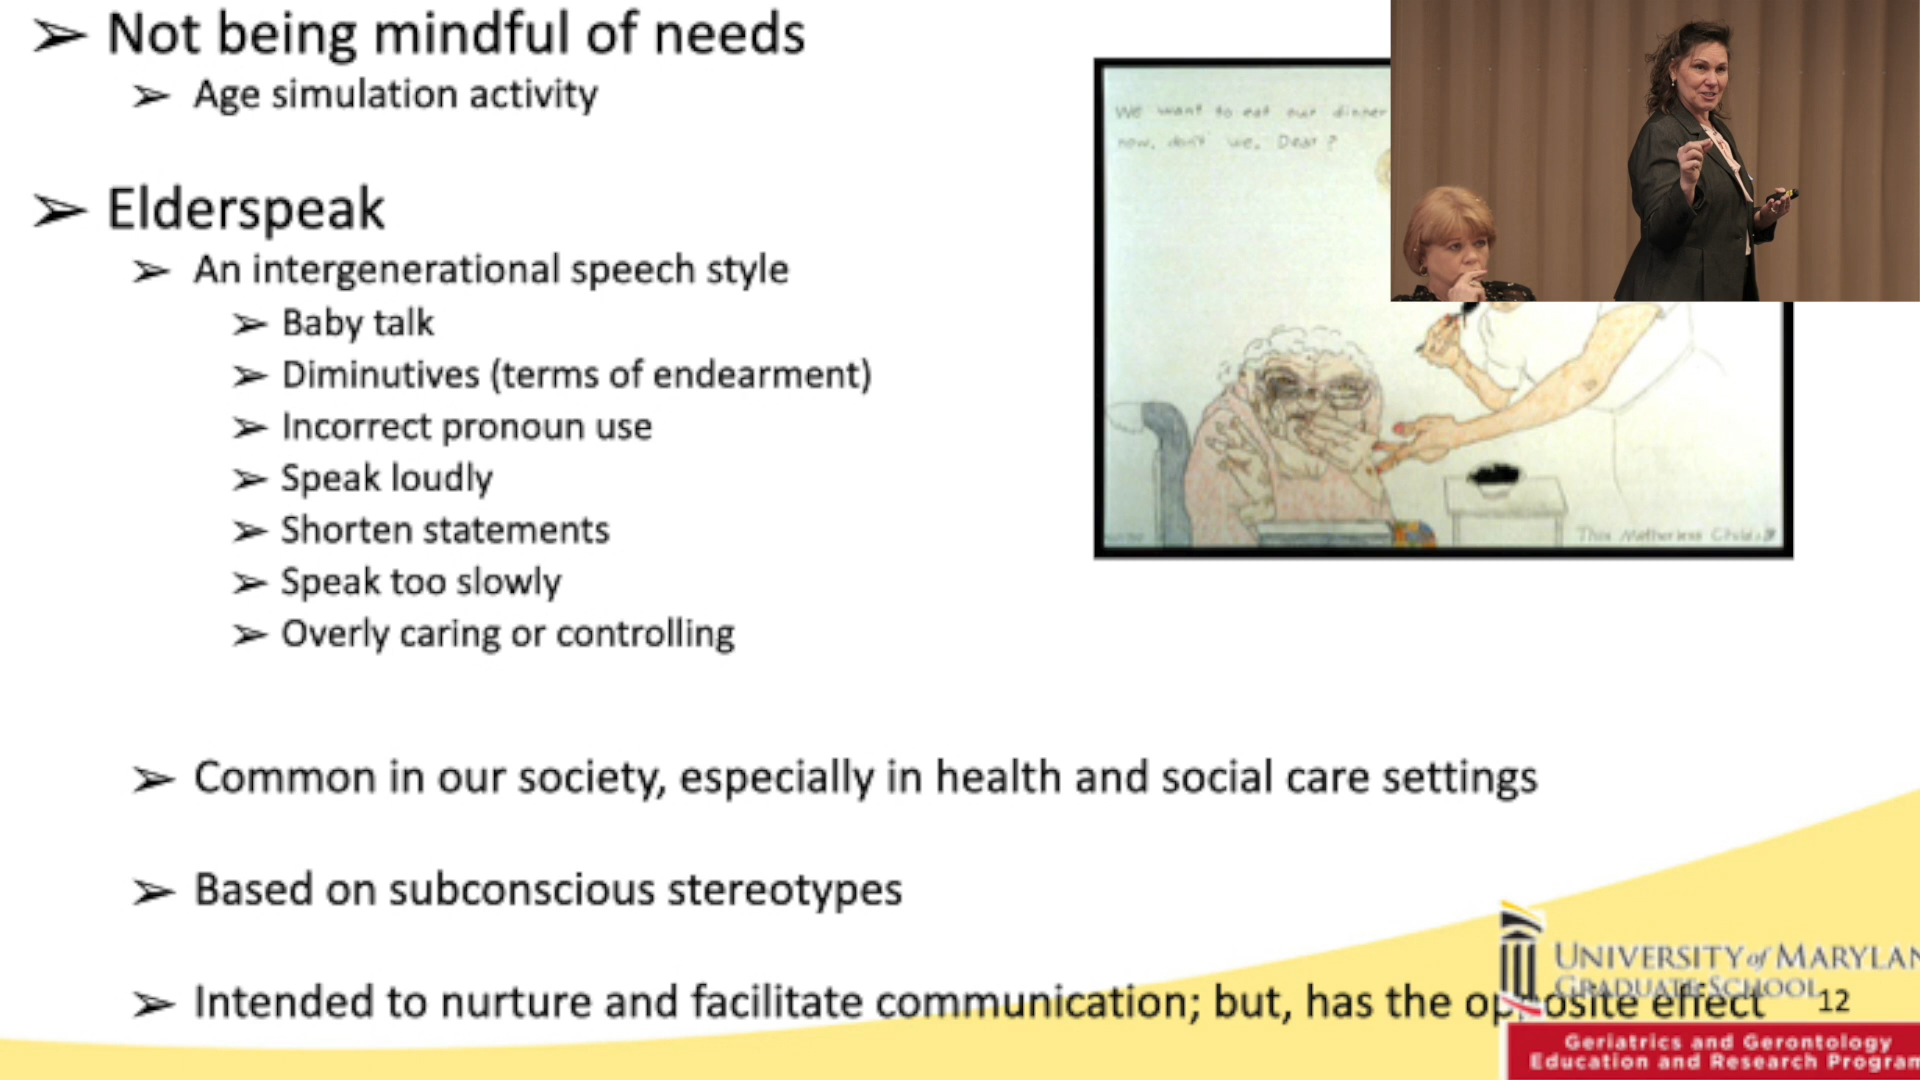 ➢ Not being mindful of needs
➢ Age simulation activity
➢ Elderspeak
➢ An intergenerational speech style
➢ Baby talk
➢ Diminutives (terms of endearment)
➢ Incorrect pronoun use
➢ Speak loudly
➢ Shorten statements
➢ Speak too slowly
➢ Overly caring or controlling
➢ Common in our society, especially in health and social care settings
➢ Based on subconscious stereotypes
➢ Intended to nurture and facilitate communication; but, has the opposite effect
We want to eat our dinner
now, don't we, Dear?
UNIVERSITY of MARYLAN
GRADUATE SCHOOL
12
Geriatrics and Gerontology
Education and Research Program